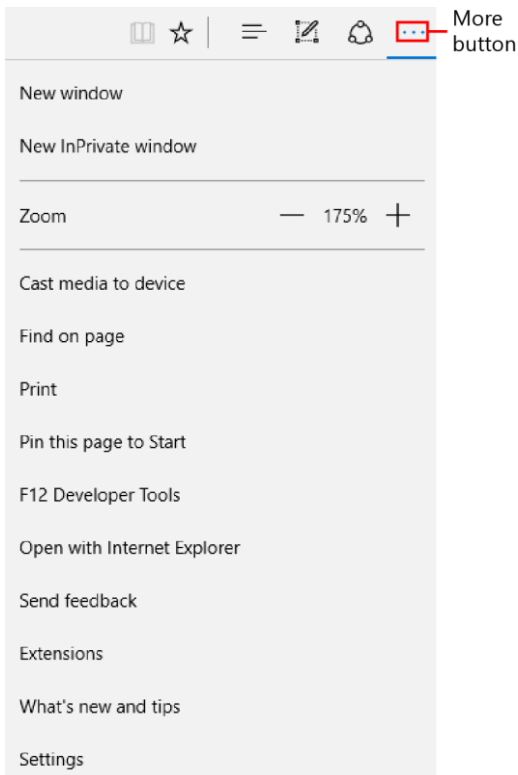 More
button
New window
New InPrivate window
Zoom — 175% +
Cast media to device
Find on page
Print
Pin this page to Start
F12 Developer Tools
Open with Internet Explorer
Send feedback
Extensions
What's new and tips
Settings